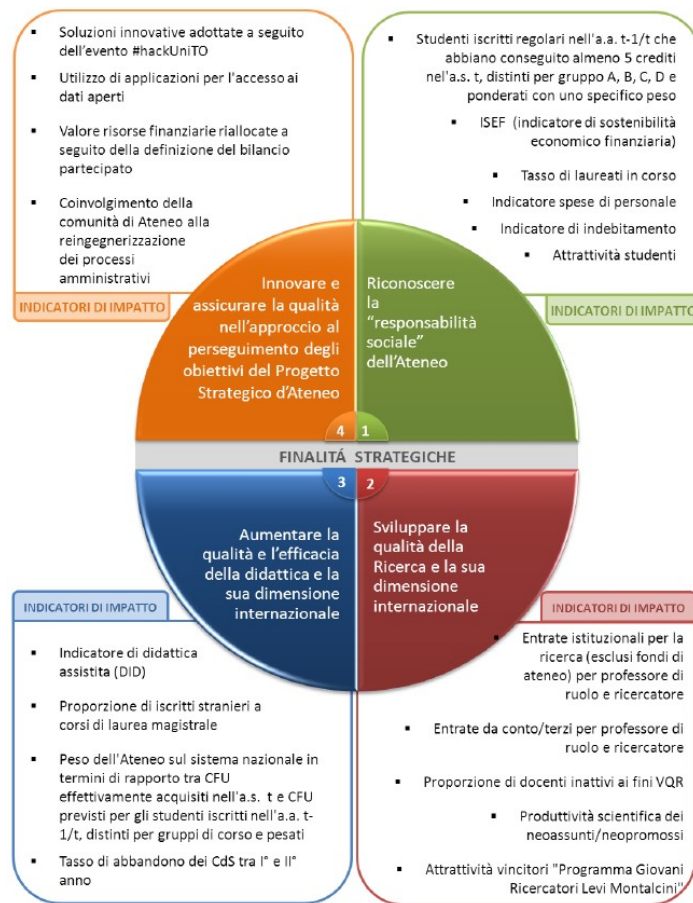 Soluzioni innovative adottate a seguito
dell'evento #hackUniTO
Utilizzo di applicazioni per l'accesso ai
dati aperti
Valore risorse finanziarie riallocate a
seguito della definizione del bilancio
partecipato
Coinvolgimento della
comunità di Ateneo alla
reingegnerizzazione
dei processi
amministrativi
INDICATORI DI IMPATTO
Studenti iscritti regolari nell'a.a. t-1/t che
abbiano conseguito almeno 5 crediti
nel'a.s. t, distinti per gruppo A, B, C, D e
ponderati con uno specifico peso
ISEF (indicatore di sostenibilità
economico finanziaria)
Tasso di laureati in corso
Indicatore spese di personale
Indicatore di indebitamento
Attrattività studenti
INDICATORI DI IMPATTO
Innovare e
assicurare la qualità
nell'approccio al
perseguimento degli
obiettivi del Progetto
Strategico d'Ateneo
4
Riconoscere
la
"responsabilità
sociale"
dell'Ateneo
1
FINALITÁ STRATEGICHE
3
Aumentare la
qualità e l'efficacia
della didattica e la
sua dimensione
internazionale
2
Sviluppare la
qualità della
Ricerca e la sua
dimensione
internazionale
INDICATORI DI IMPATTO
Indicatore di didattica
assistita (DID)
Proporzione di iscritti stranieri a
corsi di laurea magistrale
Peso dell'Ateneo sul sistema nazionale in
termini di rapporto tra CFU
effettivamente acquisiti nell'a.s. t e CFU
previsti per gli studenti iscritti nell'a.a. t-
1/t, distinti per gruppi di corso e pesati
Tasso di abbandono dei CdS tra I° e II°
anno
INDICATORI DI IMPATTO
Entrate istituzionali per la
ricerca (esclusi fondi di
ateneo) per professore di
ruolo e ricercatore
Entrate da conto/terzi per professore di
ruolo e ricercatore
Proporzione di docenti inattivi ai fini VQR
Produttività scientifica dei
neoassunti/neopromossi
Attrattività vincitori "Programma Giovani
Ricercatori Levi Montalcini"